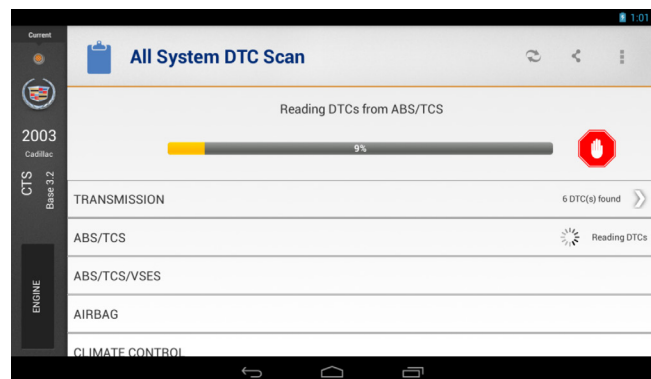 1:01
Current
All System DTC Scan
2003
Cadillac
CTS
Base 3.2
ENGINE
Reading DTCs from ABS/TCS
9%
TRANSMISSION 6 DTC(s) found
ABS/TCS Reading DTCs
ABS/TCS/VSES
AIRBAG
CLIMATE CONTROL